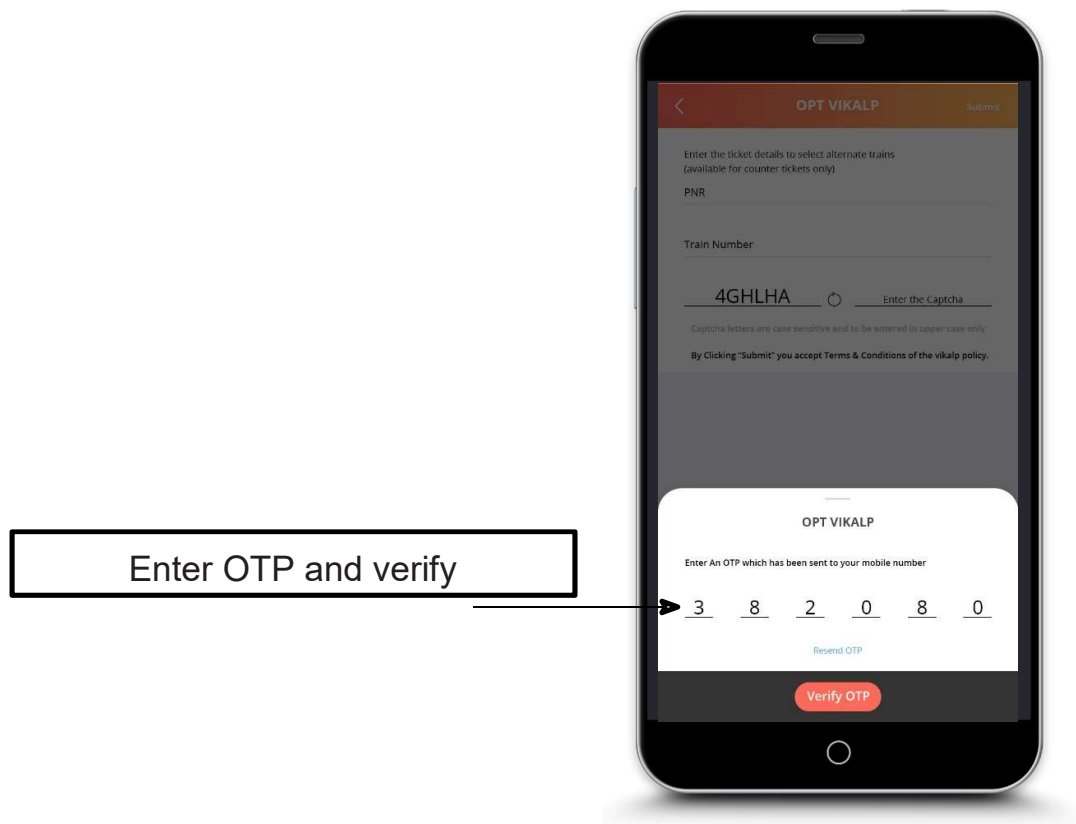 OPT VIKALP
Submit
Enter the ticket details to select alternate trains
(available for counter tickets only)
PNR
Train Number
4GHLHA
Enter the Captcha
Captcha letters are case sensitive and to be entered in upper case only
By Clicking "Submit" you accept Terms & Conditions of the vikalp policy.
OPT VIKALP
Enter An OTP which has been sent to your mobile number
Enter OTP and verify
3 8 2 0 8 0
Resend OTP
Verify OTP